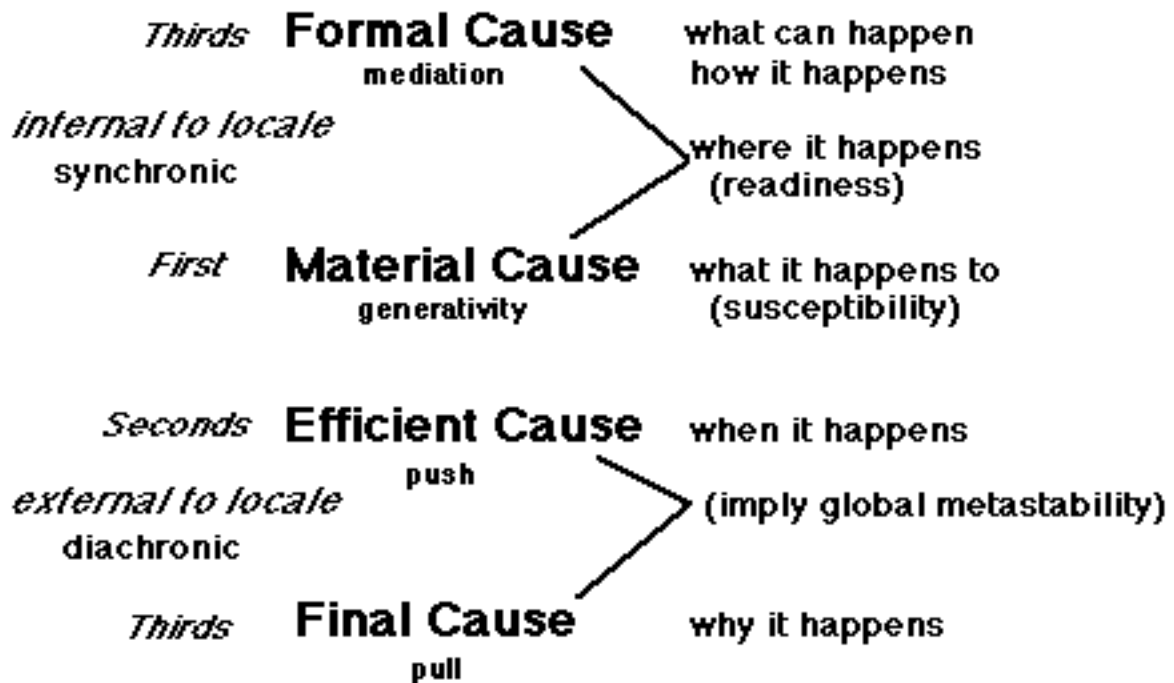 Thirds Formal Cause what can happen
mediation how it happens
internal to locale
synchronic
where it happens
(readiness)
First Material Cause what it happens to
generativity (susceptibility)
Seconds Efficient Cause when it happens
push
external to locale
diachronic
(imply global metastability)
Thirds Final Cause why it happens
pull